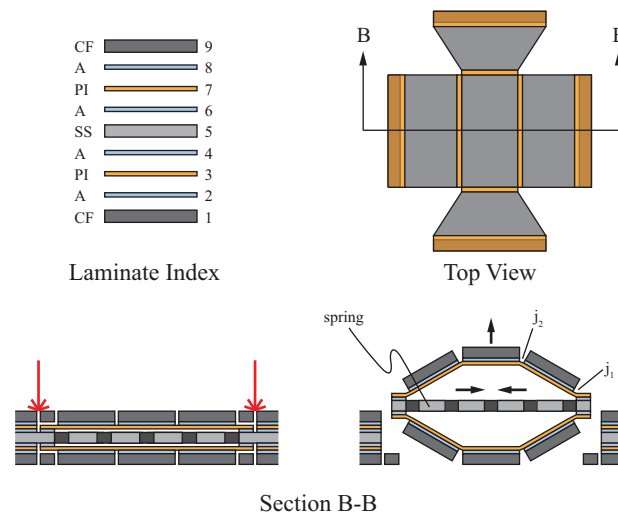 CF 9
A 8
PI 7
A 6
SS 5
A 4
PI 3
A 2
CF 1
Laminate Index
B
Top View
spring
j₂
j₁
Section B-B